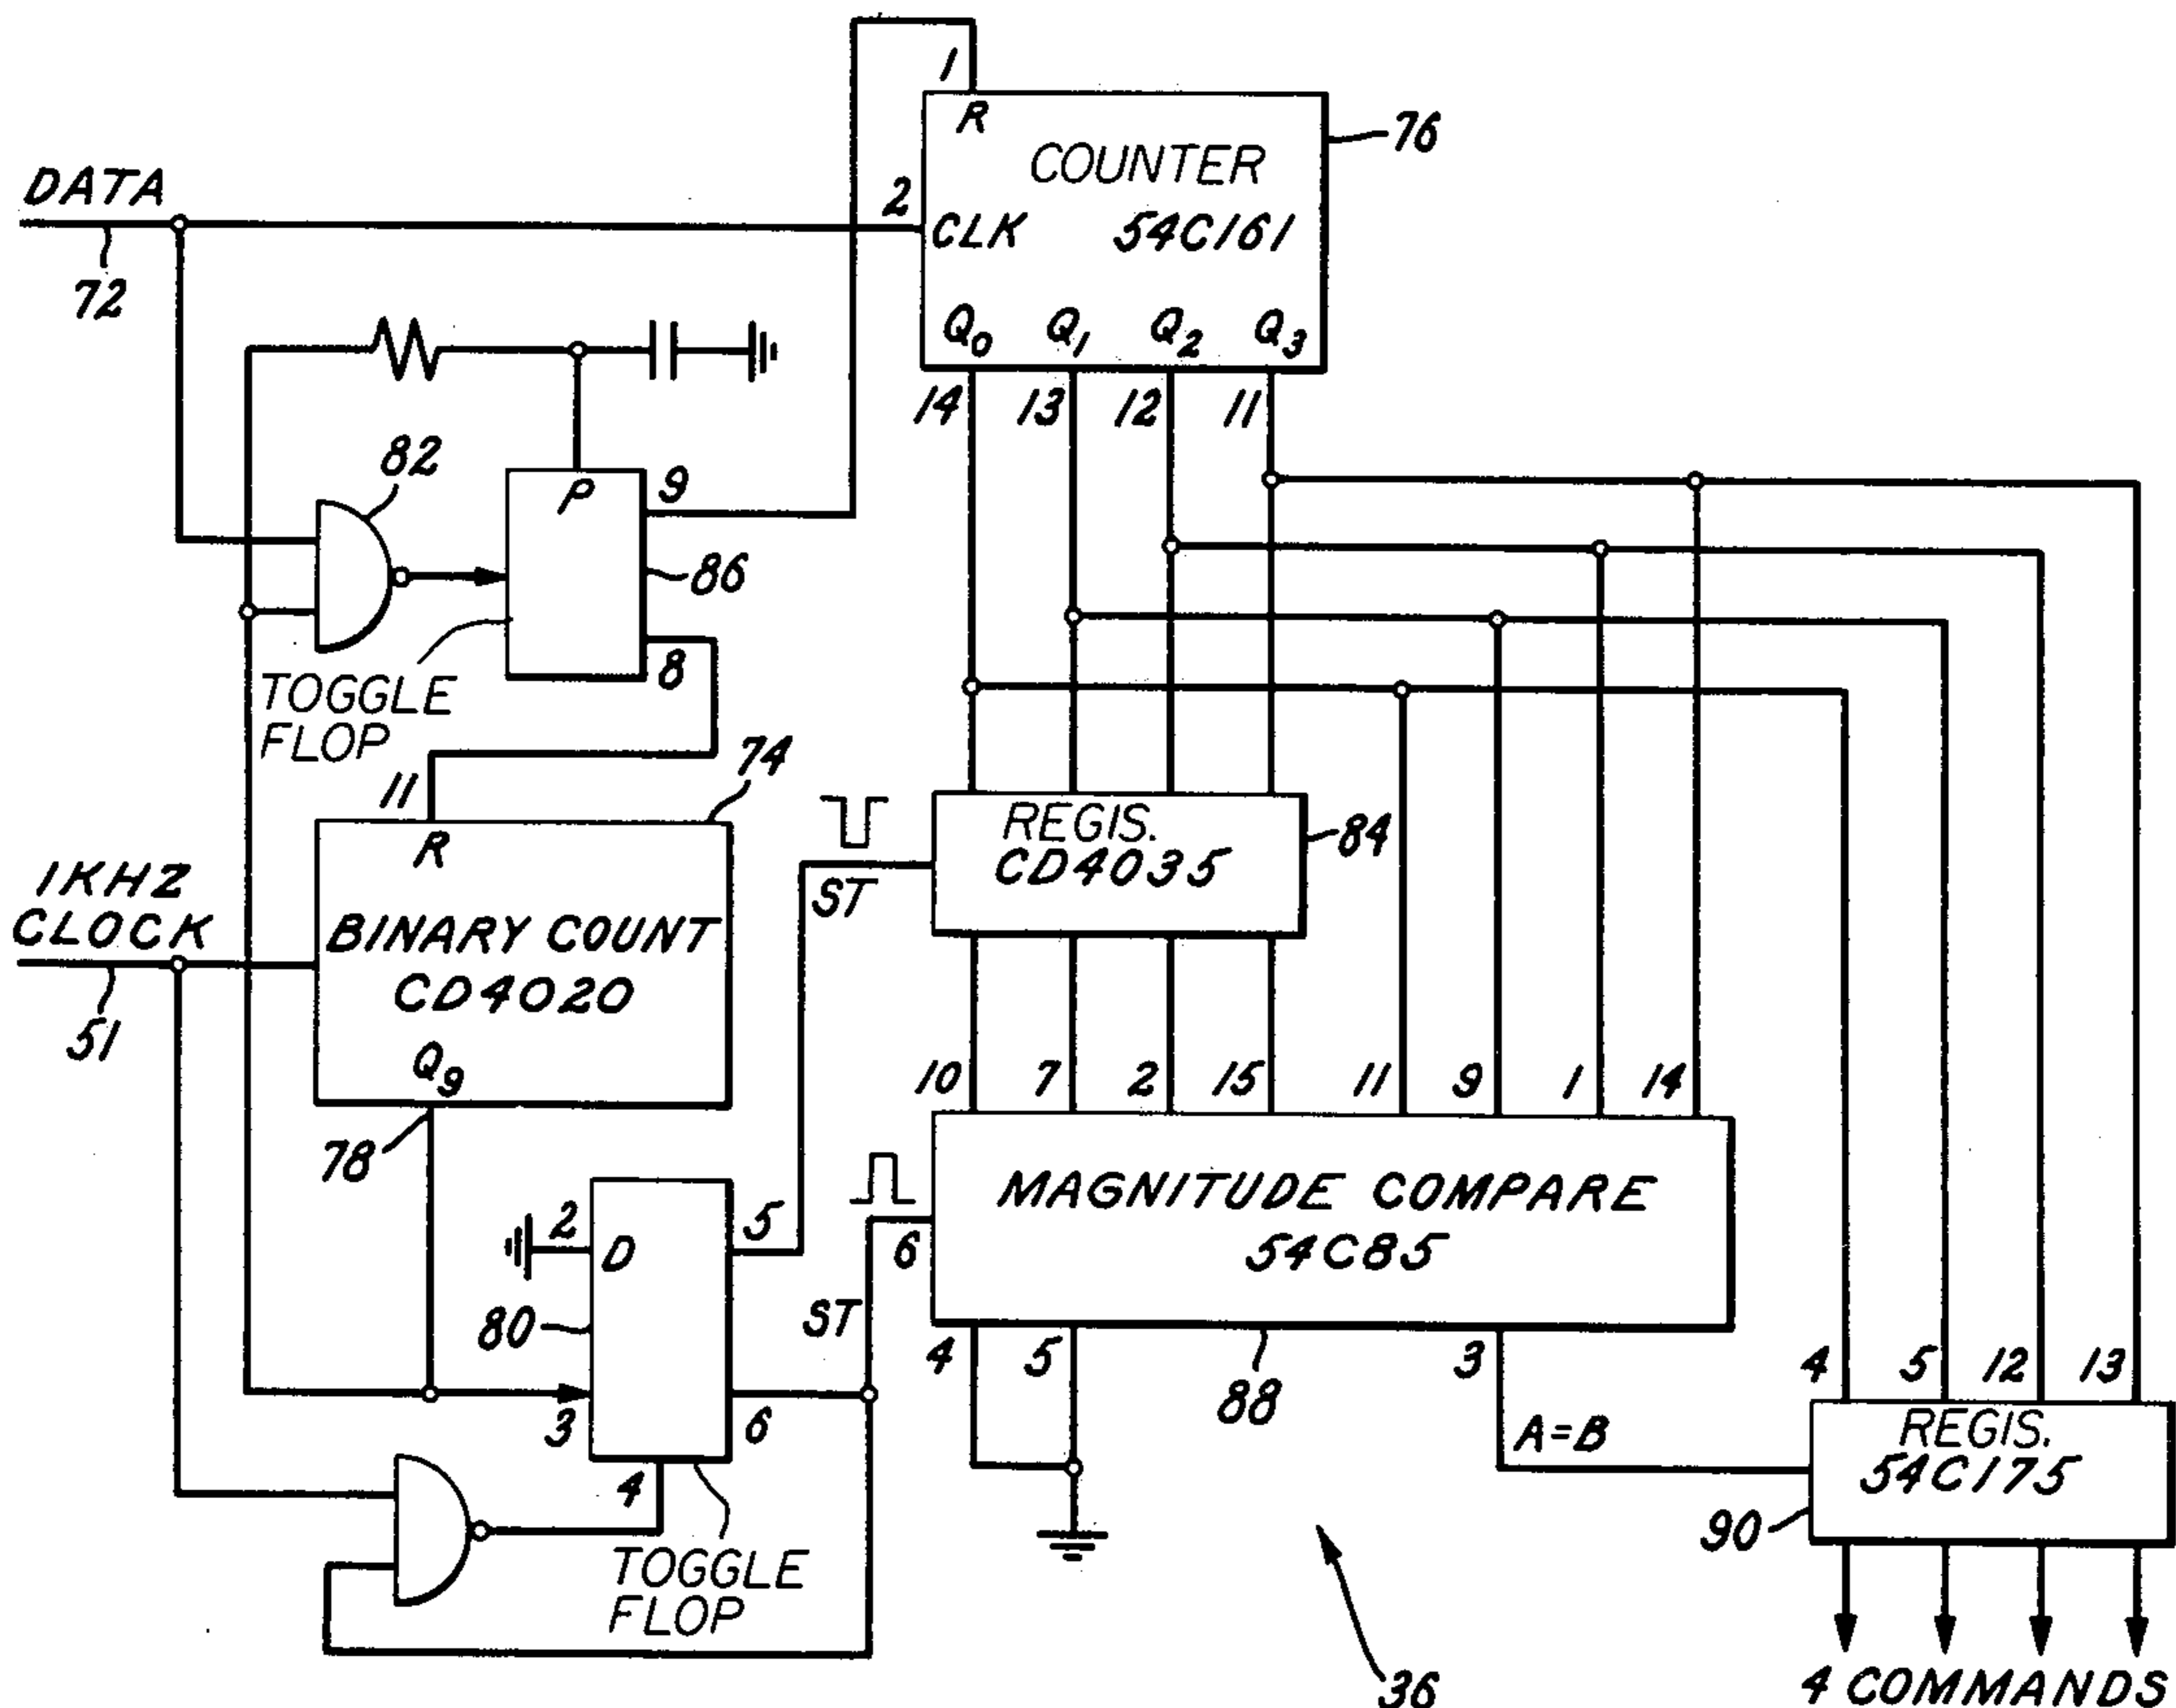 1
R
COUNTER
76
DATA
2
CLK
54C161
72
Q0 Q1 Q2 Q3
14 13 12 11
82
P
9
86
8
TOGGLE
FLOP
74
11
R
REGIS.
CD4035
84
ST
1KHZ
CLOCK
BINARY COUNT
CD4020
51
Q9
10 7 2 15 11 9 1 14
78
2
D
5
MAGNITUDE COMPARE
6
54C85
80
ST
4 5 3
4 5 12 13
3
6
88
A=B
REGIS.
54C175
4
90
TOGGLE
FLOP
36
4 COMMANDS